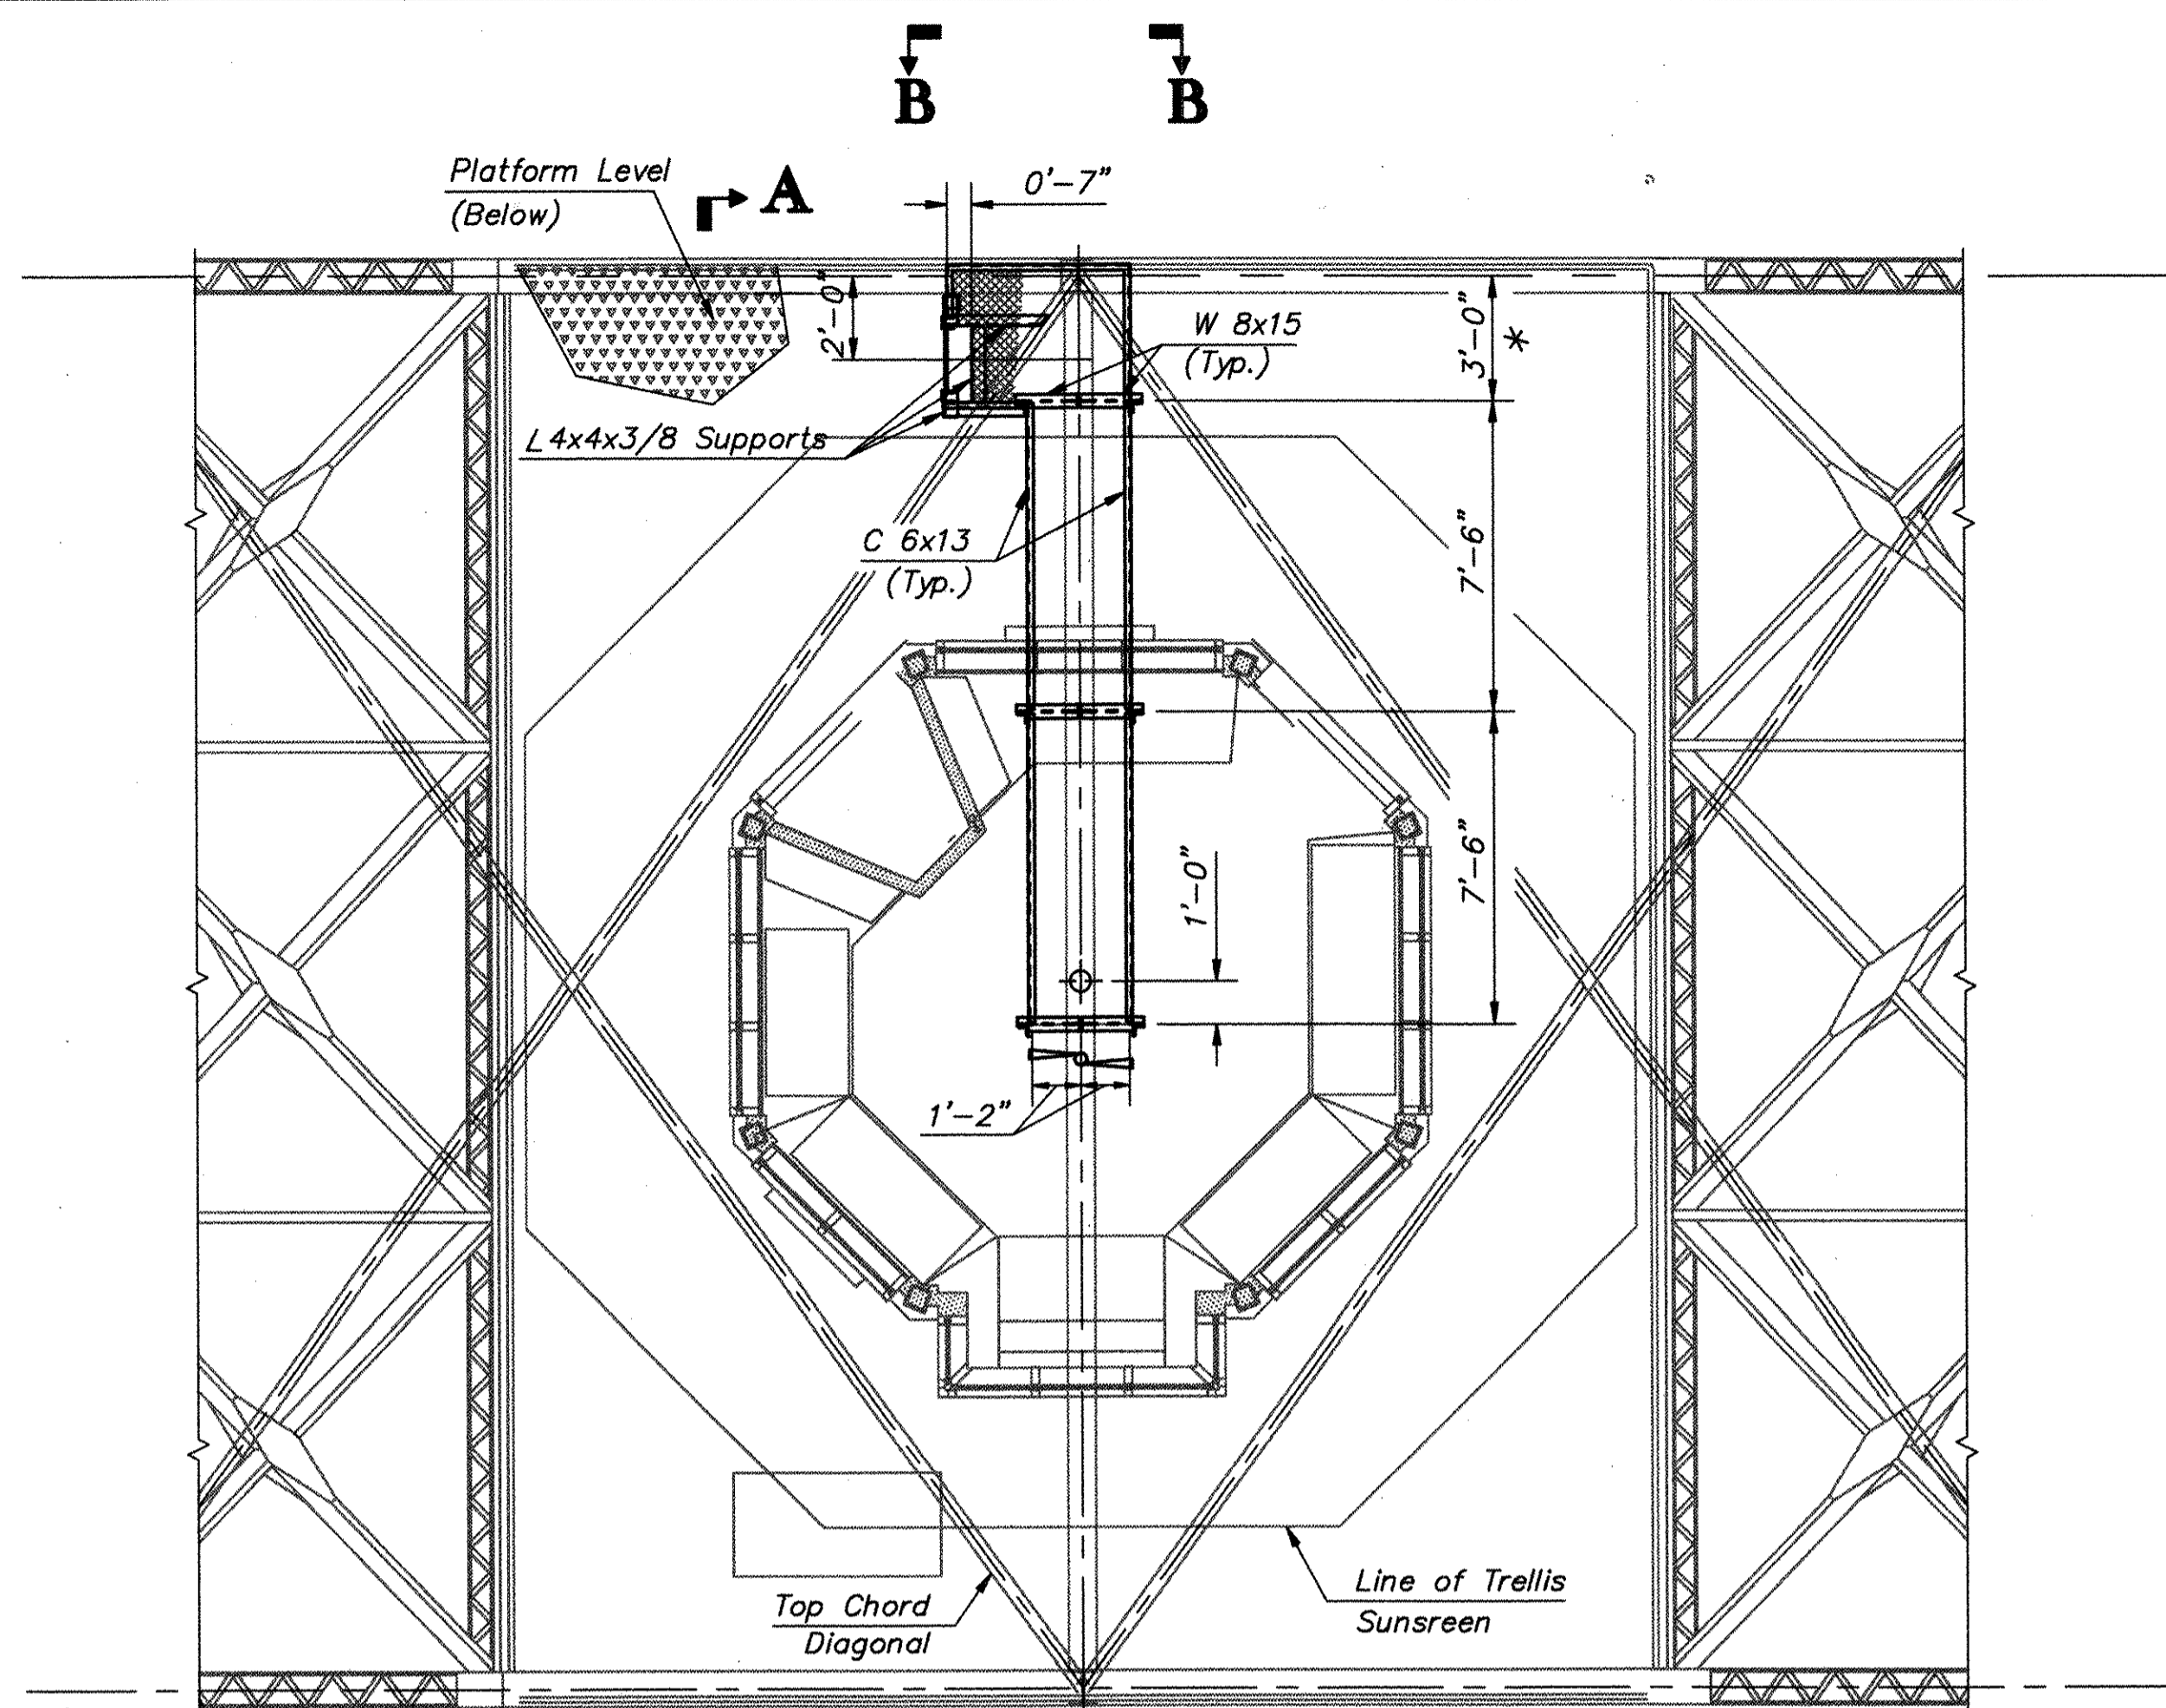 B B
Platform Level
(Below)
A
0'-7"
2'-0"
W 8x15
(Typ.)
3'-0"
*
L 4x4x3/8 Supports
C 6x13
(Typ.)
7'-6"
7'-6"
1'-0"
1'-2"
Top Chord
Diagonal
Line of Trellis
Sunsreen